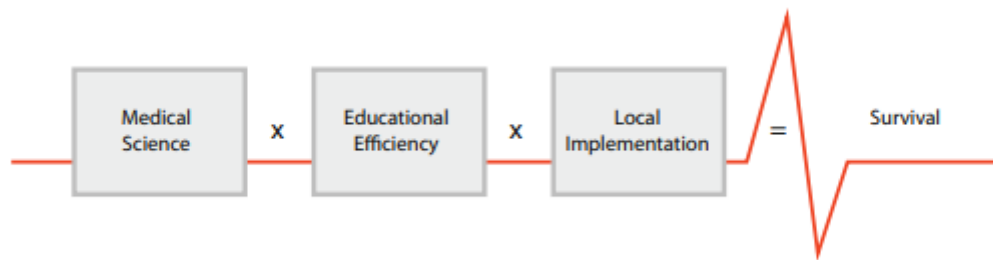 Medical
Science
x
Educational
Efficiency
x
Local
Implementation
=
Survival